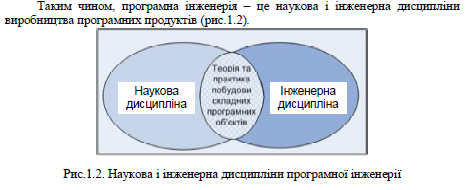 Таким чином, програмна інженерія – це наукова і інженерна дисципліни
виробництва програмних продуктів (рис.1.2).
Наукова
дисципліна
Теорія та
практика
побудови
складних
програмних
об'єктів
Інженерна
дисципліна
Рис.1.2. Наукова і інженерна дисципліни програмної інженерії